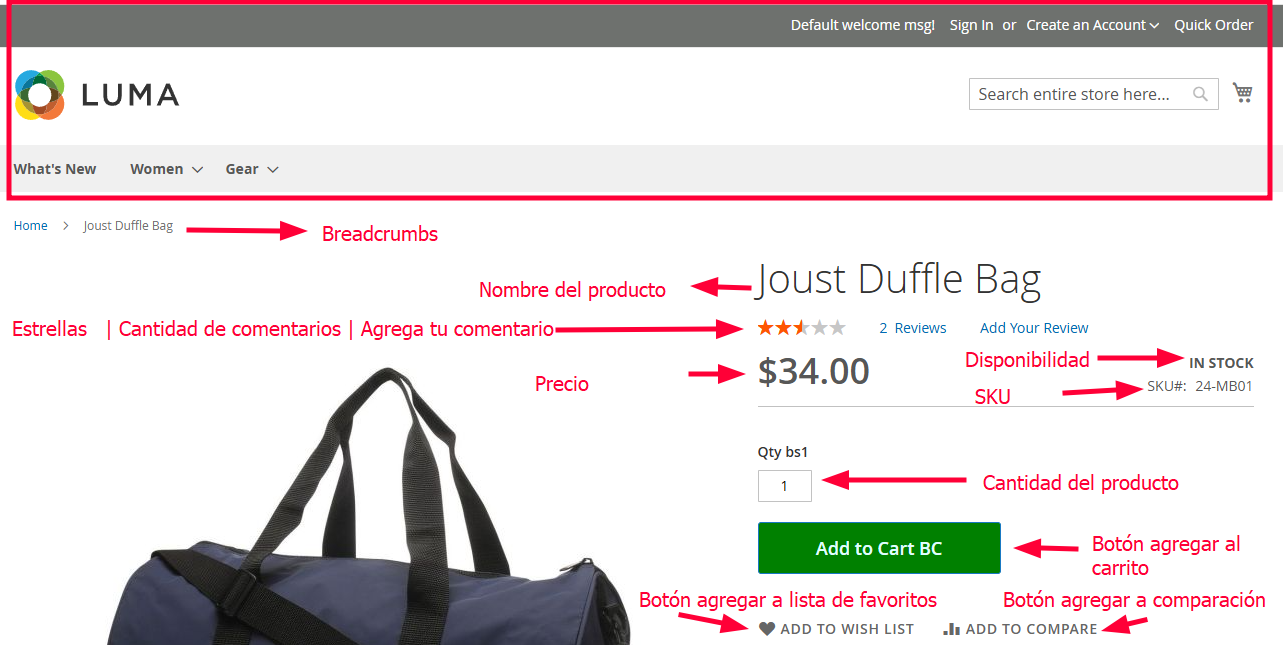 Default welcome msg! Sign In or Create an Account Quick Order
LUMA
Search entire store here...
What's New Women Gear
Home Joust Duffle Bag
Breadcrumbs
Nombre del producto
Joust Duffle Bag
Estrellas | Cantidad de comentarios | Agrega tu comentario
2 Reviews Add Your Review
Precio
$34.00
Disponibilidad
IN STOCK
SKU
SKU#: 24-MB01
Qty bs1
1
Cantidad del producto
Add to Cart BC
Botón agregar al
carrito
Botón agregar a lista de favoritos
Botón agregar a comparación
ADD TO WISH LIST
ADD TO COMPARE